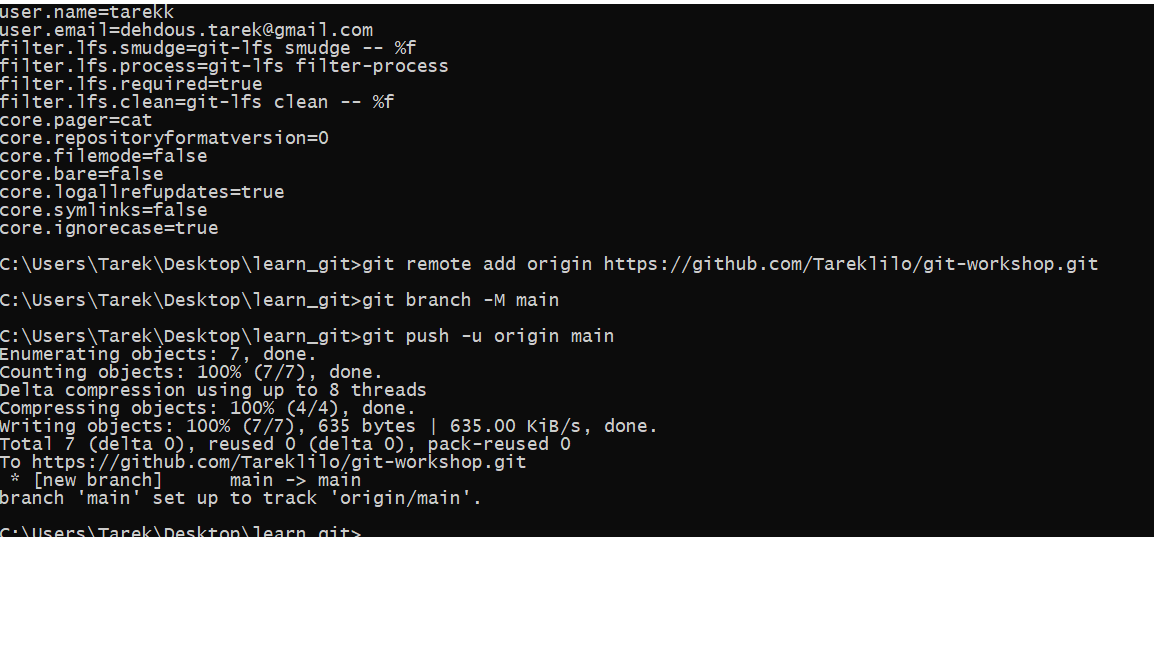 user.name=tarekk
user.email=dehdous.tarek@gmail.com
filter.lfs.smudge=git-lfs smudge -- %f
filter.lfs.process=git-lfs filter-process
filter.lfs.required=true
filter.lfs.clean=git-lfs clean -- %f
core.pager=cat
core.repositoryformatversion=0
core.filemode=false
core.bare=false
core.logallrefupdates=true
core.symlinks=false
core.ignorecase=true
C:\Users\Tarek\Desktop\learn_git>git remote add origin https://github.com/Tareklilo/git-workshop.git
C:\Users\Tarek\Desktop\learn_git>git branch -M main
C:\Users\Tarek\Desktop\learn_git>git push -u origin main
Enumerating objects: 7, done.
Counting objects: 100% (7/7), done.
Delta compression using up to 8 threads
Compressing objects: 100% (4/4), done.
Writing objects: 100% (7/7), 635 bytes | 635.00 KiB/s, done.
Total 7 (delta 0), reused 0 (delta 0), pack-reused 0
To https://github.com/Tareklilo/git-workshop.git
 * [new branch]      main -> main
branch 'main' set up to track 'origin/main'.
C:\Users\Tarek\Desktop\learn_git>